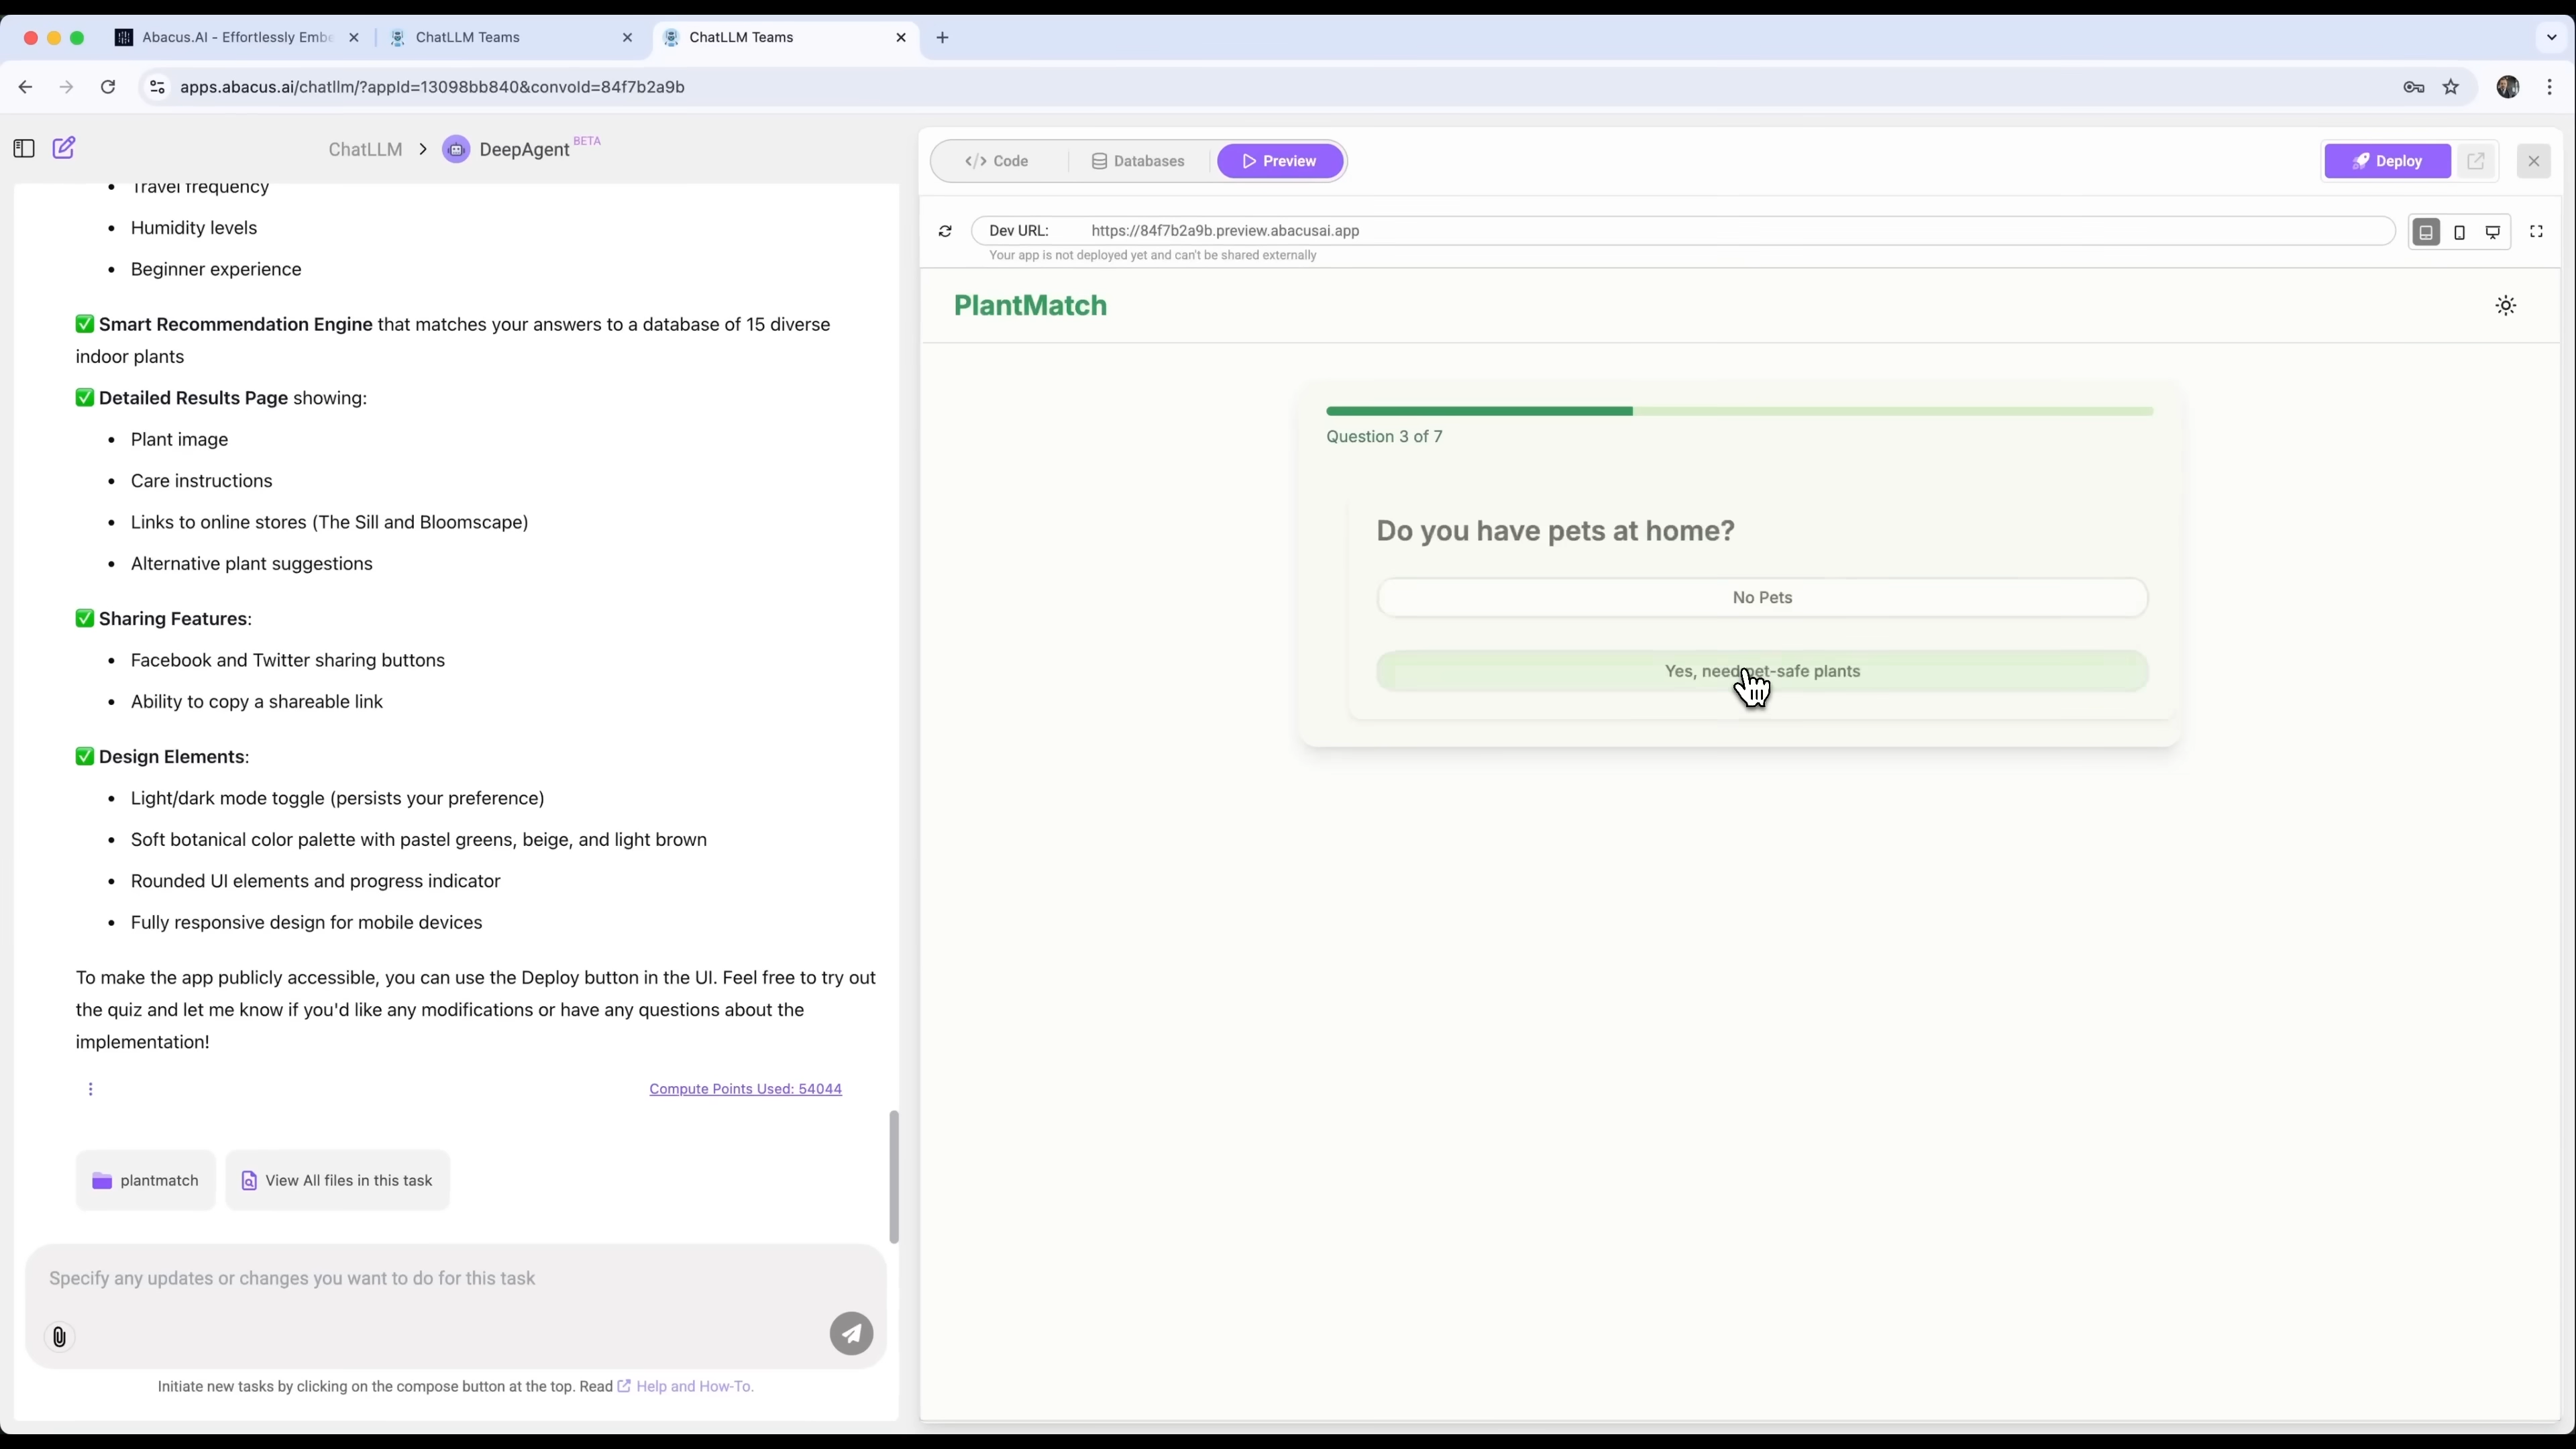 Abacus.AI - Effortlessly Embe
ChatLLM Teams
ChatLLM Teams
apps.abacus.ai/chatllm/?appId=13098bb840&convoId=84f7b2a9b
ChatLLM > DeepAgent BETA
• Travel frequency
• Humidity levels
• Beginner experience
✅ Smart Recommendation Engine that matches your answers to a database of 15 diverse
indoor plants
✅ Detailed Results Page showing:
• Plant image
• Care instructions
• Links to online stores (The Sill and Bloomscape)
• Alternative plant suggestions
✅ Sharing Features:
• Facebook and Twitter sharing buttons
• Ability to copy a shareable link
✅ Design Elements:
• Light/dark mode toggle (persists your preference)
• Soft botanical color palette with pastel greens, beige, and light brown
• Rounded UI elements and progress indicator
• Fully responsive design for mobile devices
To make the app publicly accessible, you can use the Deploy button in the UI. Feel free to try out
the quiz and let me know if you'd like any modifications or have any questions about the
implementation!
Compute Points Used: 54044
plantmatch
View All files in this task
Specify any updates or changes you want to do for this task
Initiate new tasks by clicking on the compose button at the top. Read Help and How-To.
</> Code
Databases
Preview
Deploy
Dev URL: https://84f7b2a9b.preview.abacusai.app
Your app is not deployed yet and can't be shared externally
PlantMatch
Question 3 of 7
Do you have pets at home?
No Pets
Yes, need pet-safe plants